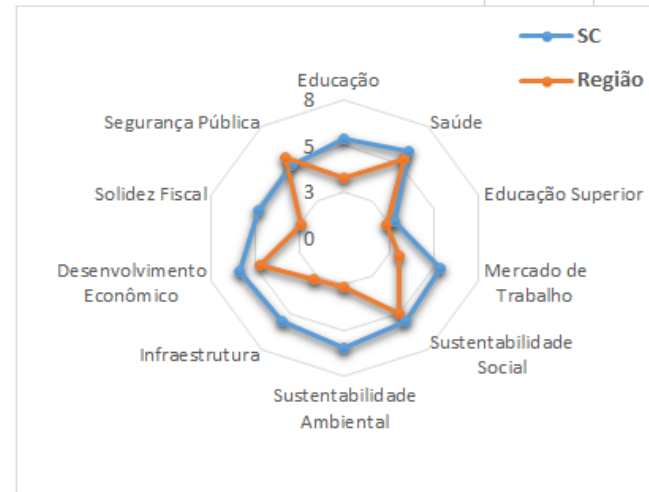 SC
Região
Educação
8
5
3
0
Segurança Pública
Saúde
Solidez Fiscal
Educação Superior
Desenvolvimento
Econômico
Mercado de
Trabalho
Infraestrutura
Sustentabilidade
Social
Sustentabilidade
Ambiental